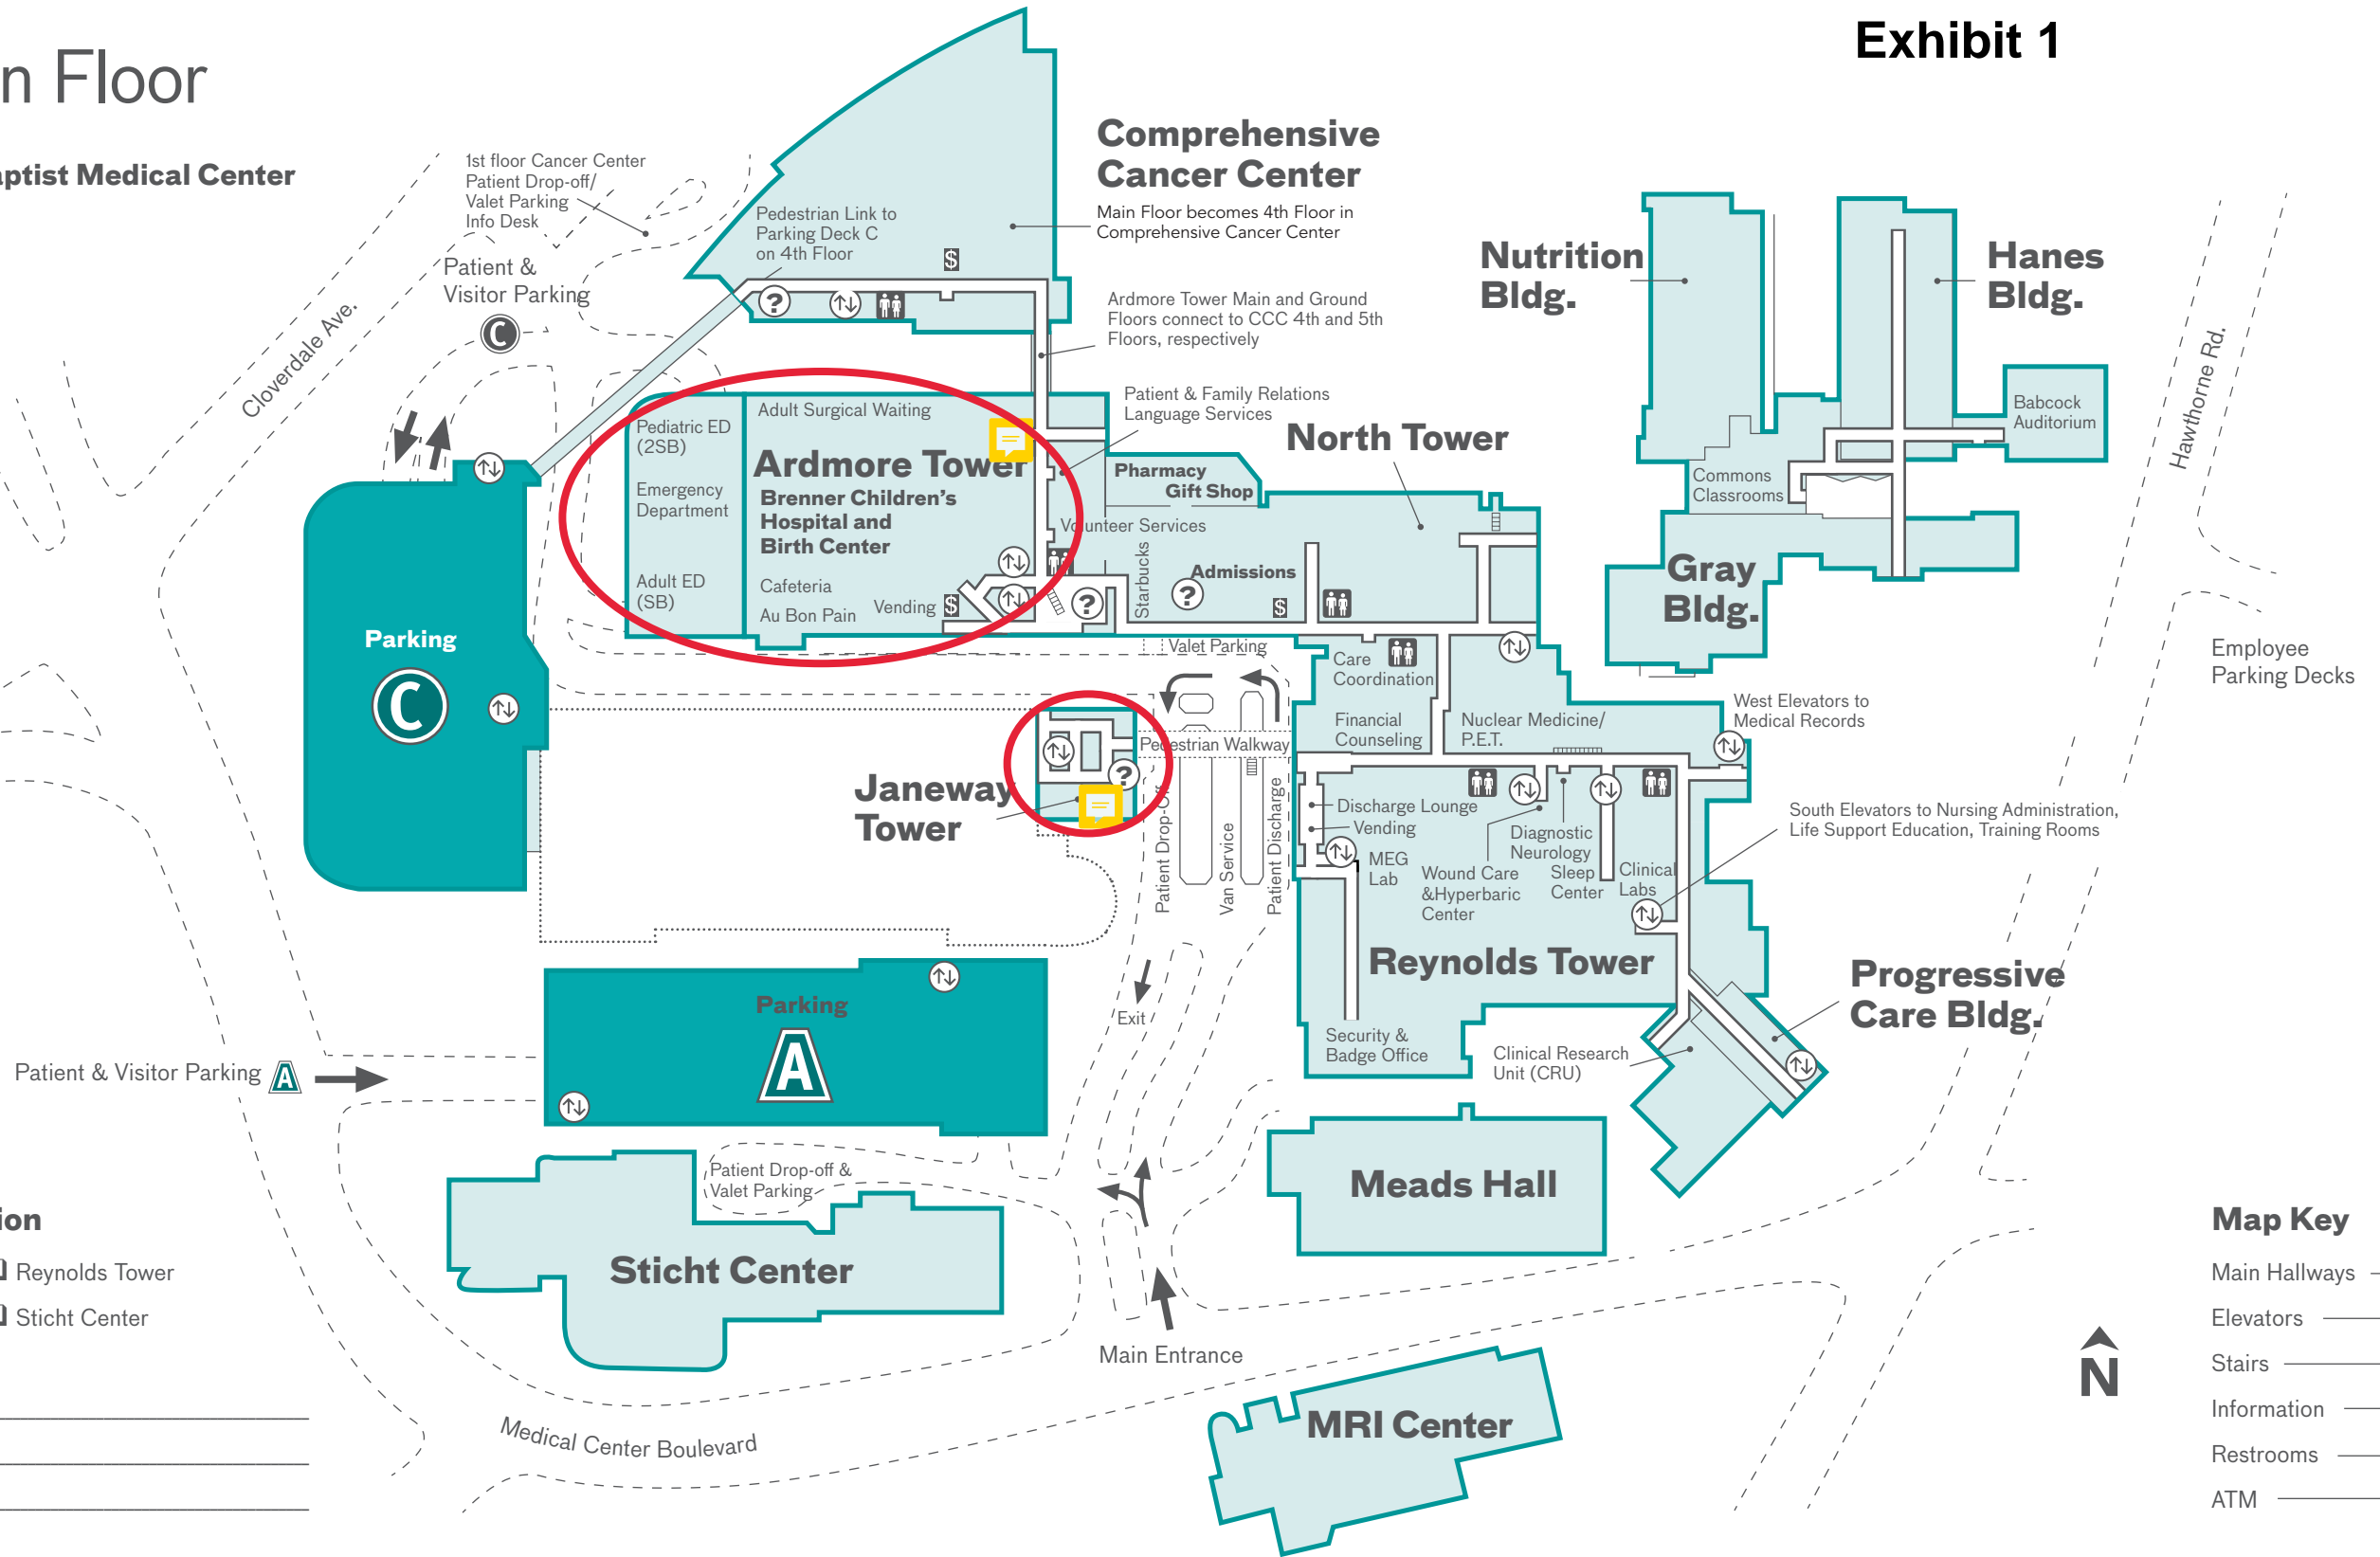 Exhibit 1
n Floor
aptist Medical Center
1st floor Cancer Center
Patient Drop-off/
Valet Parking
Info Desk
Patient &
Visitor Parking
C
Cloverdale Ave.
Pedestrian Link to
Parking Deck C
on 4th Floor
$
?
Comprehensive
Cancer Center
Main Floor becomes 4th Floor in
Comprehensive Cancer Center
Ardmore Tower Main and Ground
Floors connect to CCC 4th and 5th
Floors, respectively
Patient & Family Relations
Language Services
Nutrition
Bldg.
Hanes
Bldg.
Babcock
Auditorium
Commons
Classrooms
Gray
Bldg.
Hawthorne Rd.
Employee
Parking Decks
Pediatric ED
(2SB)
Emergency
Department
Adult ED
(SB)
Adult Surgical Waiting
Ardmore Tower
Brenner Children's
Hospital and
Birth Center
Cafeteria
Au Bon Pain
Vending
$
?
North Tower
Pharmacy
Gift Shop
Volunteer Services
Starbucks
Admissions
?
$
Valet Parking
Parking
C
Janeway
Tower
?
Pedestrian Walkway
Patient Drop-Off
Van Service
Patient Discharge
Care
Coordination
Financial
Counseling
Nuclear Medicine/
P.E.T.
West Elevators to
Medical Records
South Elevators to Nursing Administration,
Life Support Education, Training Rooms
Discharge Lounge
Vending
MEG
Lab
Wound Care
&Hyperbaric
Center
Diagnostic
Neurology
Sleep
Center
Clinical
Labs
Reynolds Tower
Security &
Badge Office
Clinical Research
Unit (CRU)
Progressive
Care Bldg.
Parking
A
Patient & Visitor Parking A
Exit
Patient Drop-off &
Valet Parking
Sticht Center
Meads Hall
Main Entrance
Medical Center Boulevard
MRI Center
N
ion
Reynolds Tower
Sticht Center
Map Key
Main Hallways
Elevators
Stairs
Information
Restrooms
ATM